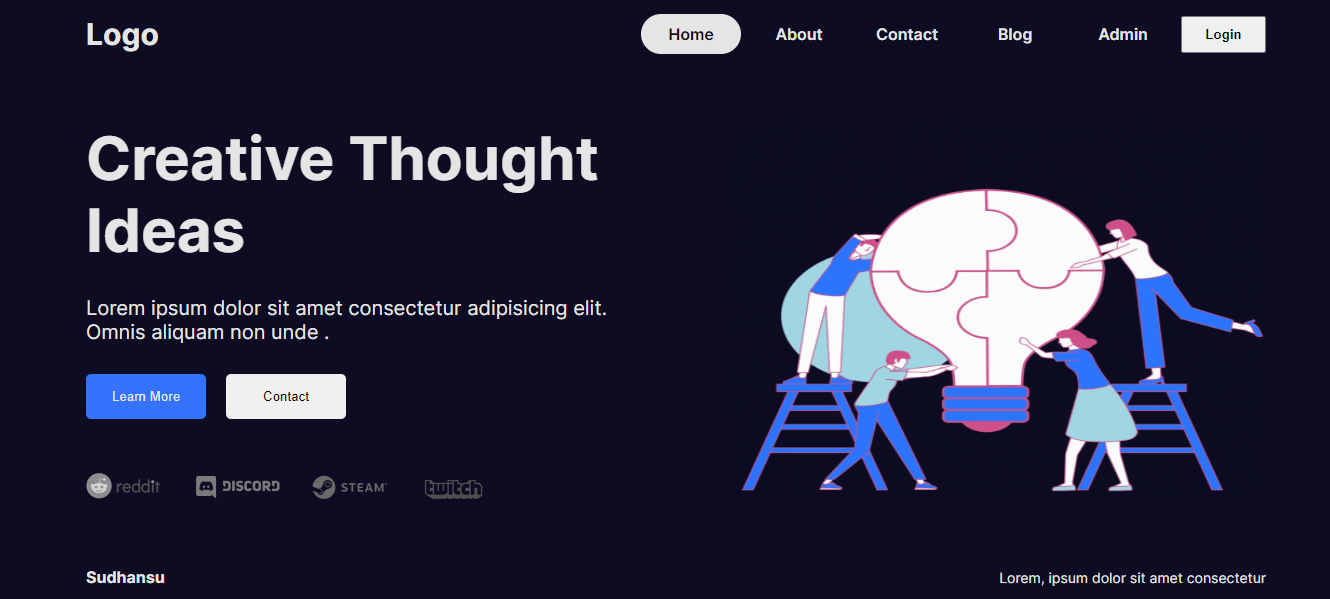 Logo
Home
About
Contact
Blog
Admin
Login
Creative Thought
Ideas
Lorem ipsum dolor sit amet consectetur adipisicing elit.
Omnis aliquam non unde .
Learn More
Contact
reddit
DISCORD
STEAM
twitch
Sudhansu
Lorem, ipsum dolor sit amet consectetur